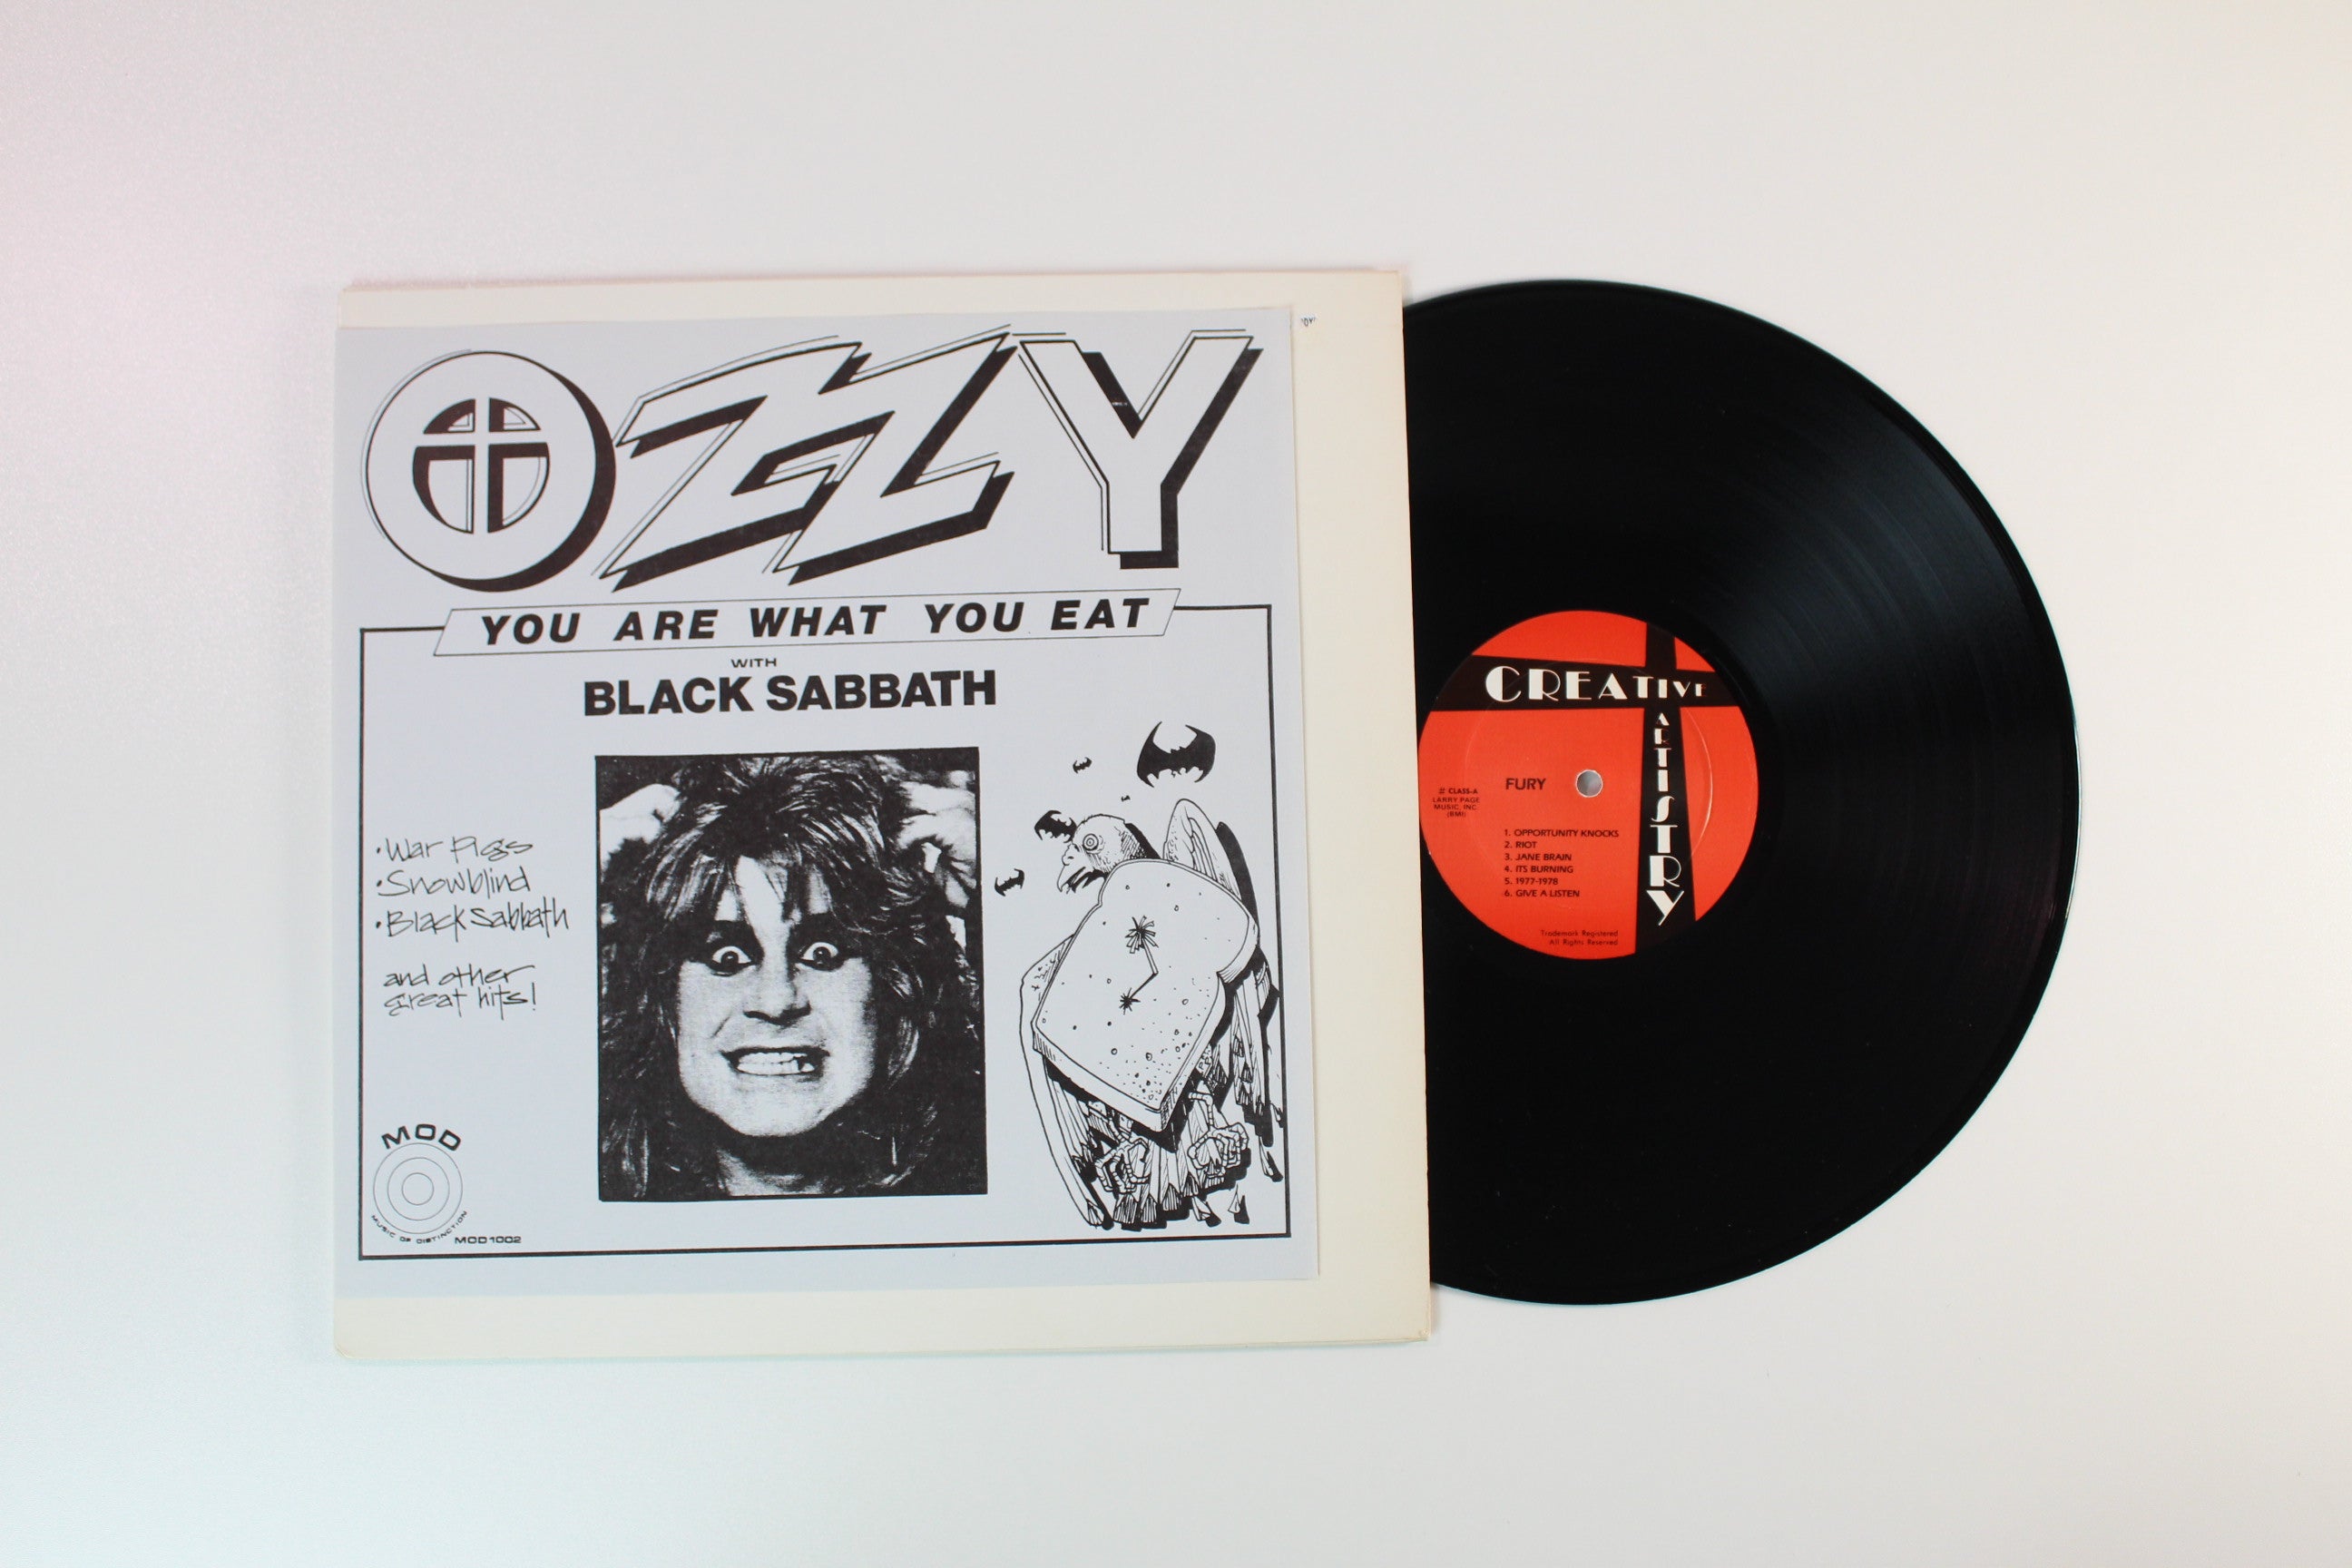 OZZY
YOU ARE WHAT YOU EAT
WITH
BLACK SABBATH
•War Pigs
•Snowblind
•Black Sabbath
and other
great hits!
MOD
MUSIC OF DISTINCTION
MOD1002
CREATIVE
ARTISTRY
FURY
CLASS-A
LARRY PAGE
MUSIC, INC.
(BMI)
1. OPPORTUNITY KNOCKS
2. RIOT
3. JANE BRAIN
4. ITS BURNING
5. 1977-1978
6. GIVE A LISTEN
Trademark Registered
All Rights Reserved